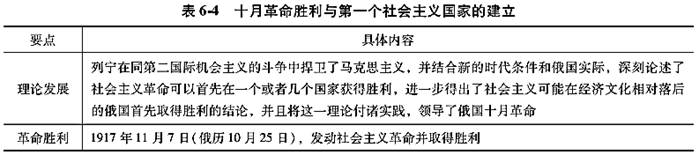 表 6-4 十月革命胜利与第一个社会主义国家的建立
要点 具体内容
列宁在同第二国际机会主义的斗争中捍卫了马克思主义，并结合新的时代条件和俄国实际，深刻论述了
理论发展 社会主义革命可以首先在一个或者几个国家获得胜利，进一步得出了社会主义可能在经济文化相对落后
的俄国首先取得胜利的结论，并且将这一理论付诸实践，领导了俄国十月革命
革命胜利 1917 年 11 月 7 日(俄历 10 月 25 日)，发动社会主义革命并取得胜利